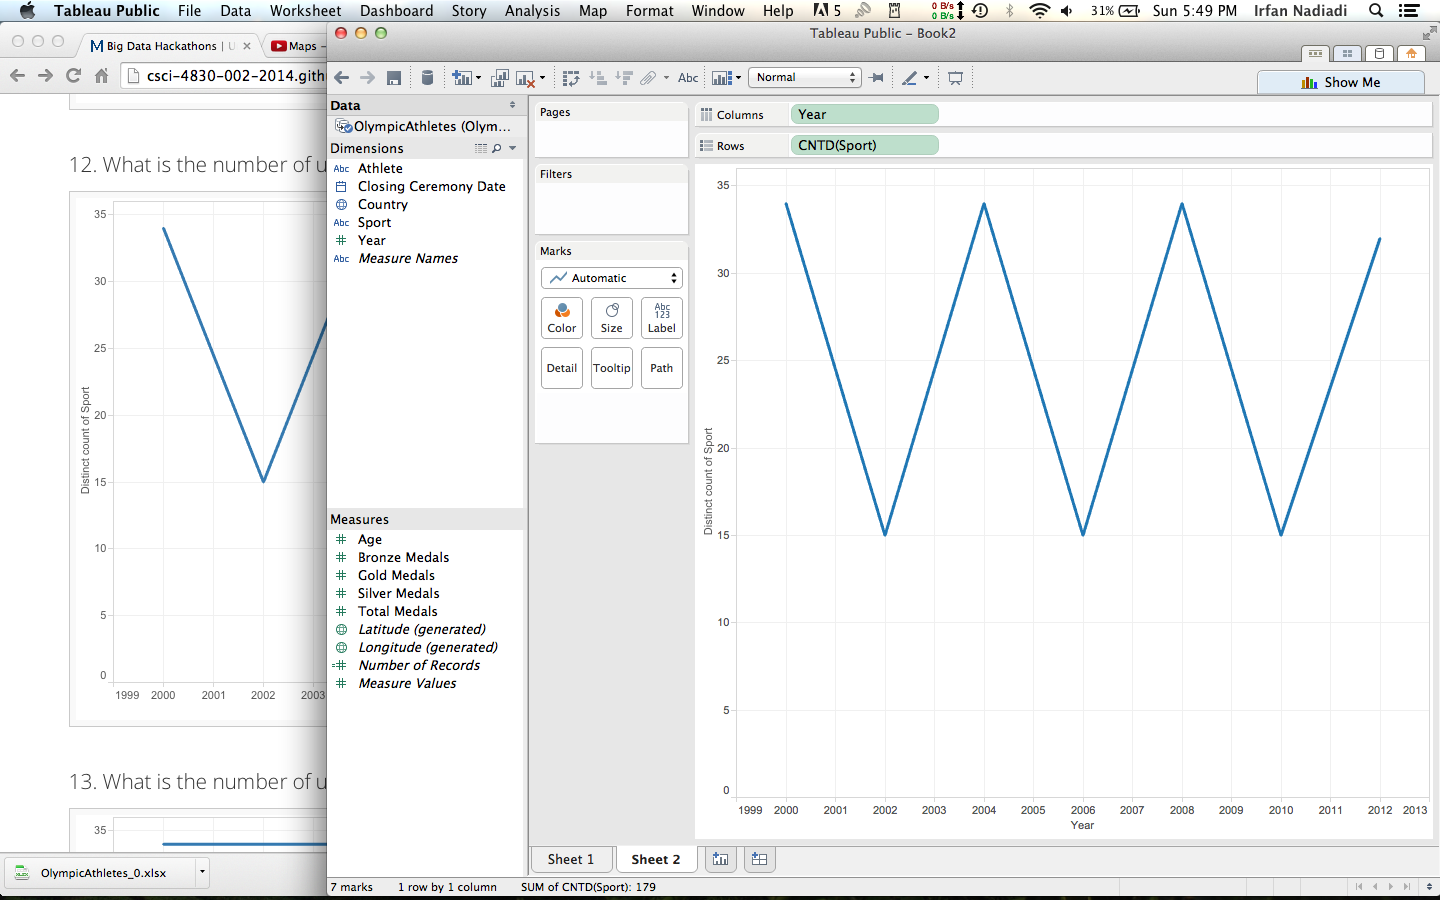 Tableau Public File Data Worksheet Dashboard Story Analysis Map Format Window Help 5 0 B/s 0 B/s 31% Sun 5:49 PM Irfan Nadiadi
Big Data Hackathons | U
Maps –
csci-4830-002-2014.gith
12. What is the number of u
35
30
25
20
15
10
5
0
Distinct count of Sport
1999 2000 2001 2002 2003
13. What is the number of u
35
OlympicAthletes_0.xlsx
Tableau Public - Book2
Abc
Normal
Show Me
Data
OlympicAthletes (Olym...
Dimensions
Abc Athlete
Closing Ceremony Date
Country
Abc Sport
Year
Abc Measure Names
Measures
Age
Bronze Medals
Gold Medals
Silver Medals
Total Medals
Latitude (generated)
Longitude (generated)
=# Number of Records
Measure Values
Pages
Filters
Marks
Automatic
Color
Size
Abc
123
Label
Detail
Tooltip
Path
Columns Year
Rows CNTD(Sport)
35
30
25
20
15
10
5
0
Distinct count of Sport
1999 2000 2001 2002 2003 2004 2005 2006 2007 2008 2009 2010 2011 2012 2013
Year
Sheet 1
Sheet 2
7 marks 1 row by 1 column SUM of CNTD(Sport): 179